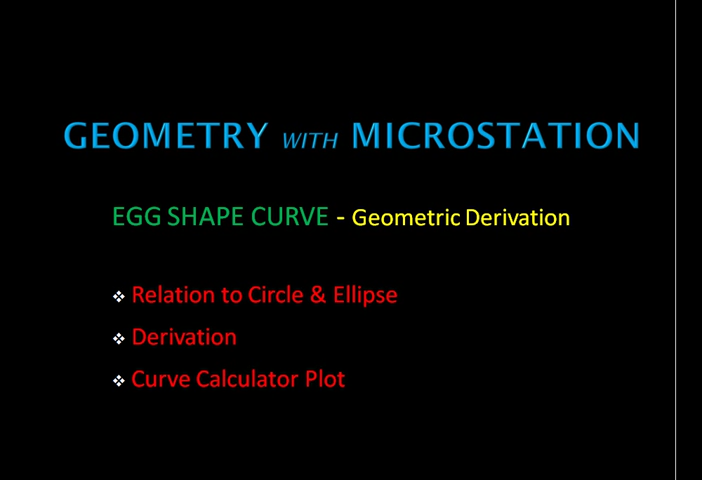 GEOMETRY WITH MICROSTATION
EGG SHAPE CURVE - Geometric Derivation
❖ Relation to Circle & Ellipse
❖ Derivation
❖ Curve Calculator Plot